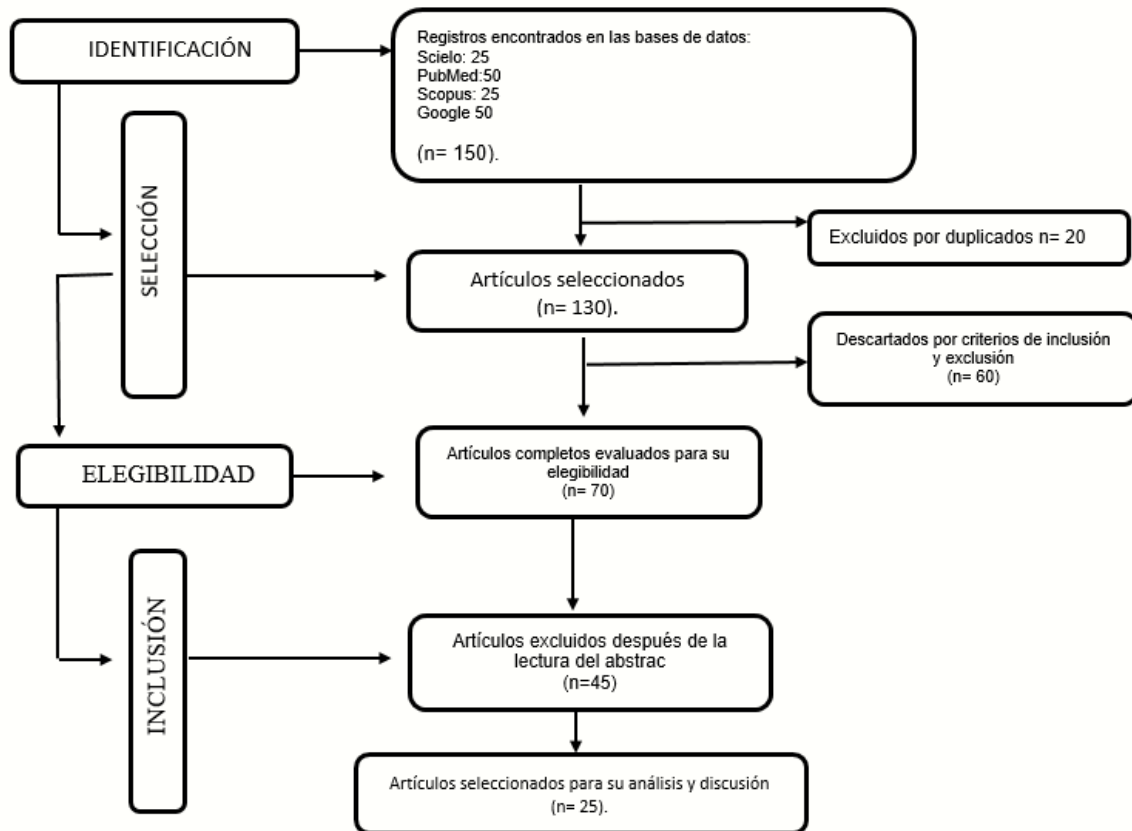 IDENTIFICACIÓN
Registros encontrados en las bases de datos:
Scielo: 25
PubMed:50
Scopus: 25
Google 50
(n= 150).
SELECCIÓN
Excluidos por duplicados n= 20
Artículos seleccionados
(n= 130).
Descartados por criterios de inclusión
y exclusión
(n= 60)
ELEGIBILIDAD
Artículos completos evaluados para su
elegibilidad
(n= 70)
INCLUSIÓN
Artículos excluidos después de la
lectura del abstrac
(n=45)
Artículos seleccionados para su análisis y discusión
(n= 25).